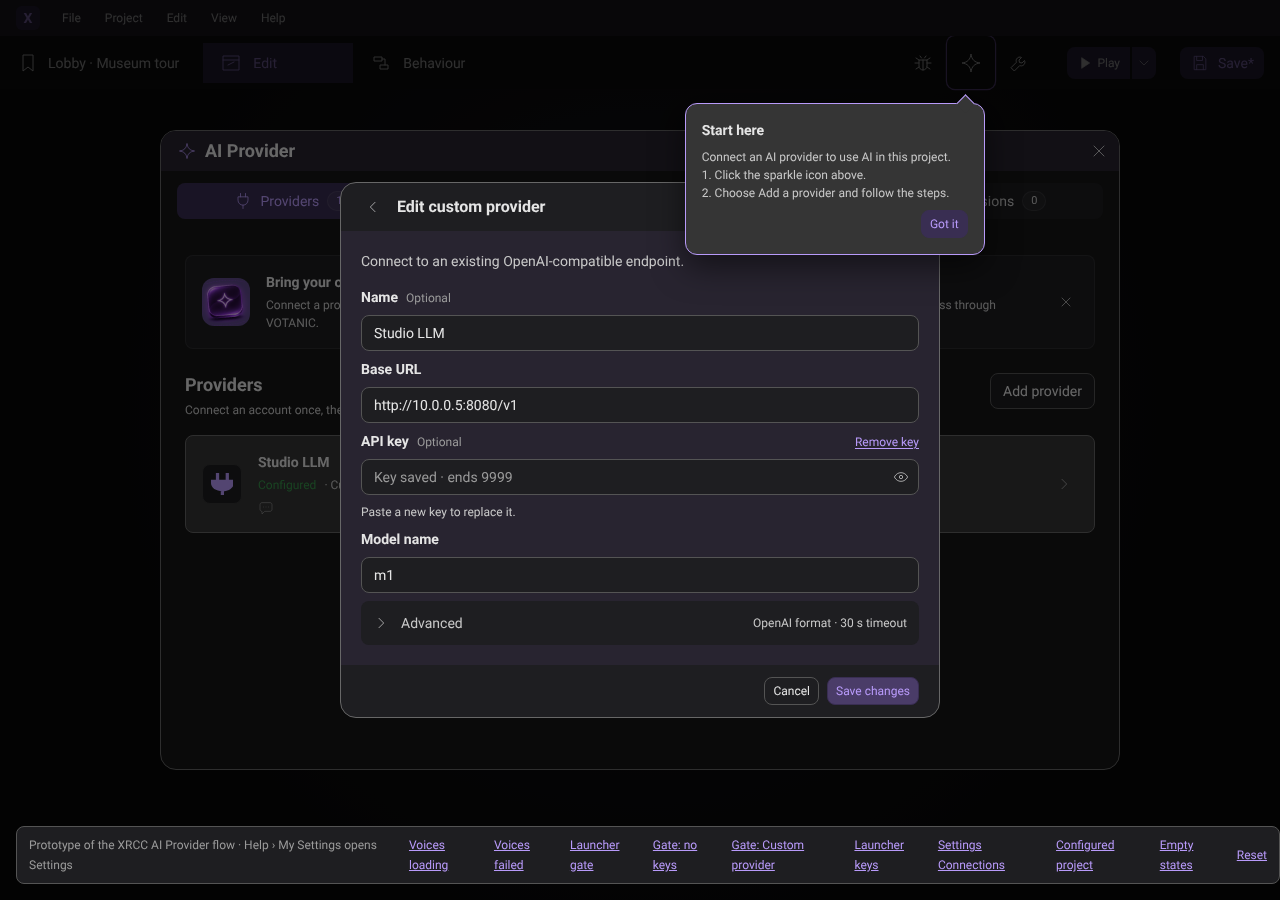 X File Project Edit View Help
Lobby · Museum tour Edit Behaviour Play Save*
Start here
Connect an AI provider to use AI in this project.
1. Click the sparkle icon above.
2. Choose Add a provider and follow the steps.
Got it
AI Provider
Providers
0
Edit custom provider
Connect to an existing OpenAI-compatible endpoint.
Bring your
Connect a
VOTANIC.
through
Name Optional
Studio LLM
Base URL
http://10.0.0.5:8080/v1
API key Optional Remove key
Key saved · ends 9999
Paste a new key to replace it.
Model name
m1
Advanced OpenAI format · 30 s timeout
Cancel Save changes
Providers
Connect an account once,
Add provider
Studio LLM
Configured ·
Prototype of the XRCC AI Provider flow · Help › My Settings opens
Settings
Voices
loading
Voices
failed
Launcher
gate
Gate: no
keys
Gate: Custom
provider
Launcher
keys
Settings
Connections
Configured
project
Empty
states
Reset